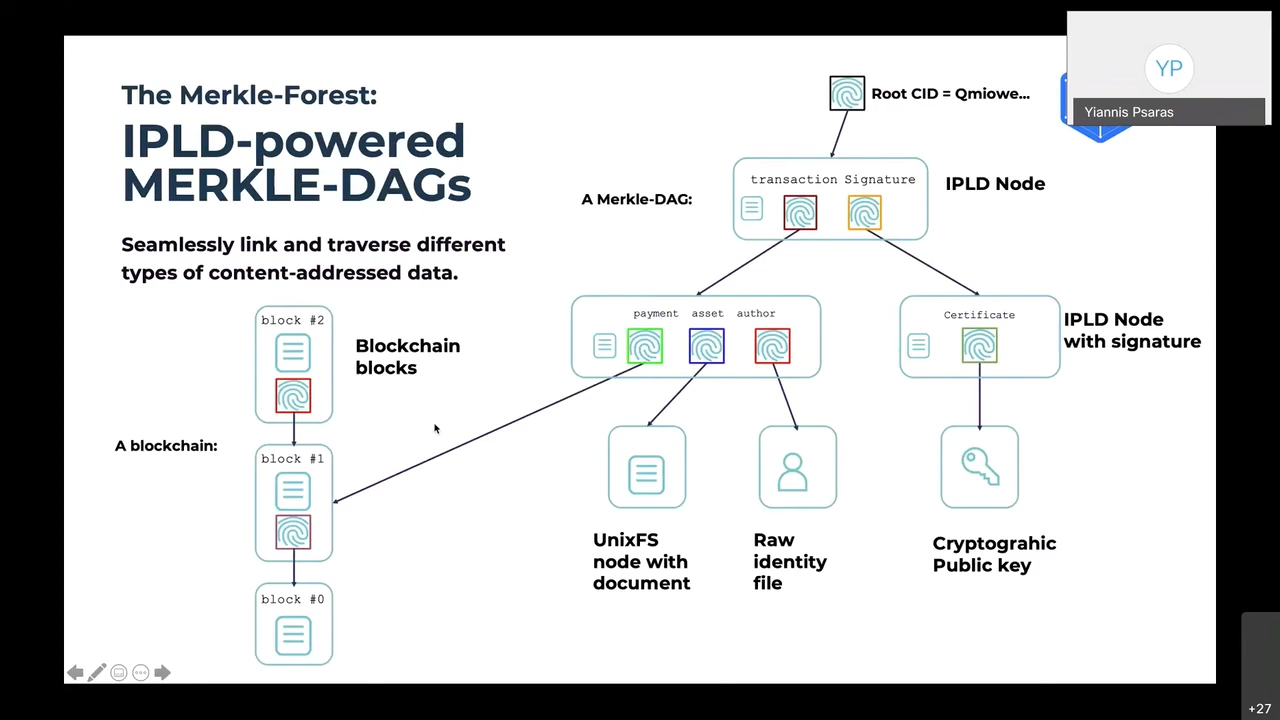 The Merkle-Forest:
IPLD-powered
MERKLE-DAGs
Seamlessly link and traverse different
types of content-addressed data.
Root CID = Qmiowe...
YP
Yiannis Psaras
A Merkle-DAG:
transaction Signature
IPLD Node
payment asset author
Certificate
IPLD Node
with signature
block #2
Blockchain
blocks
A blockchain:
block #1
block #0
UnixFS
node with
document
Raw
identity
file
Cryptograhic
Public key
+27